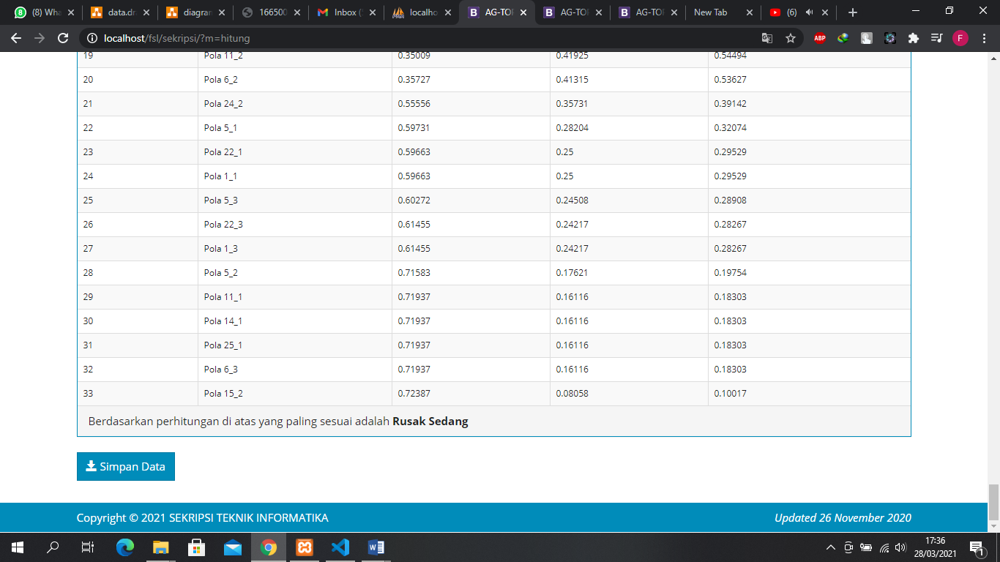 (8) Wha
data.dr
diagran
166500
Inbox (
localho
AG-TOP
AG-TOP
AG-TOP
New Tab
(6)
localhost/fsl/sekripsi/?m=hitung
ABP
F
19 Pola 11_2 0.35009 0.41925 0.54494
20 Pola 6_2 0.35727 0.41315 0.53627
21 Pola 24_2 0.55556 0.35731 0.39142
22 Pola 5_1 0.59731 0.28204 0.32074
23 Pola 22_1 0.59663 0.25 0.29529
24 Pola 1_1 0.59663 0.25 0.29529
25 Pola 5_3 0.60272 0.24508 0.28908
26 Pola 22_3 0.61455 0.24217 0.28267
27 Pola 1_3 0.61455 0.24217 0.28267
28 Pola 5_2 0.71583 0.17621 0.19754
29 Pola 11_1 0.71937 0.16116 0.18303
30 Pola 14_1 0.71937 0.16116 0.18303
31 Pola 25_1 0.71937 0.16116 0.18303
32 Pola 6_3 0.71937 0.16116 0.18303
33 Pola 15_2 0.72387 0.08058 0.10017
Berdasarkan perhitungan di atas yang paling sesuai adalah Rusak Sedang
Simpan Data
Copyright © 2021 SEKRIPSI TEKNIK INFORMATIKA
Updated 26 November 2020
17:36
28/03/2021
1